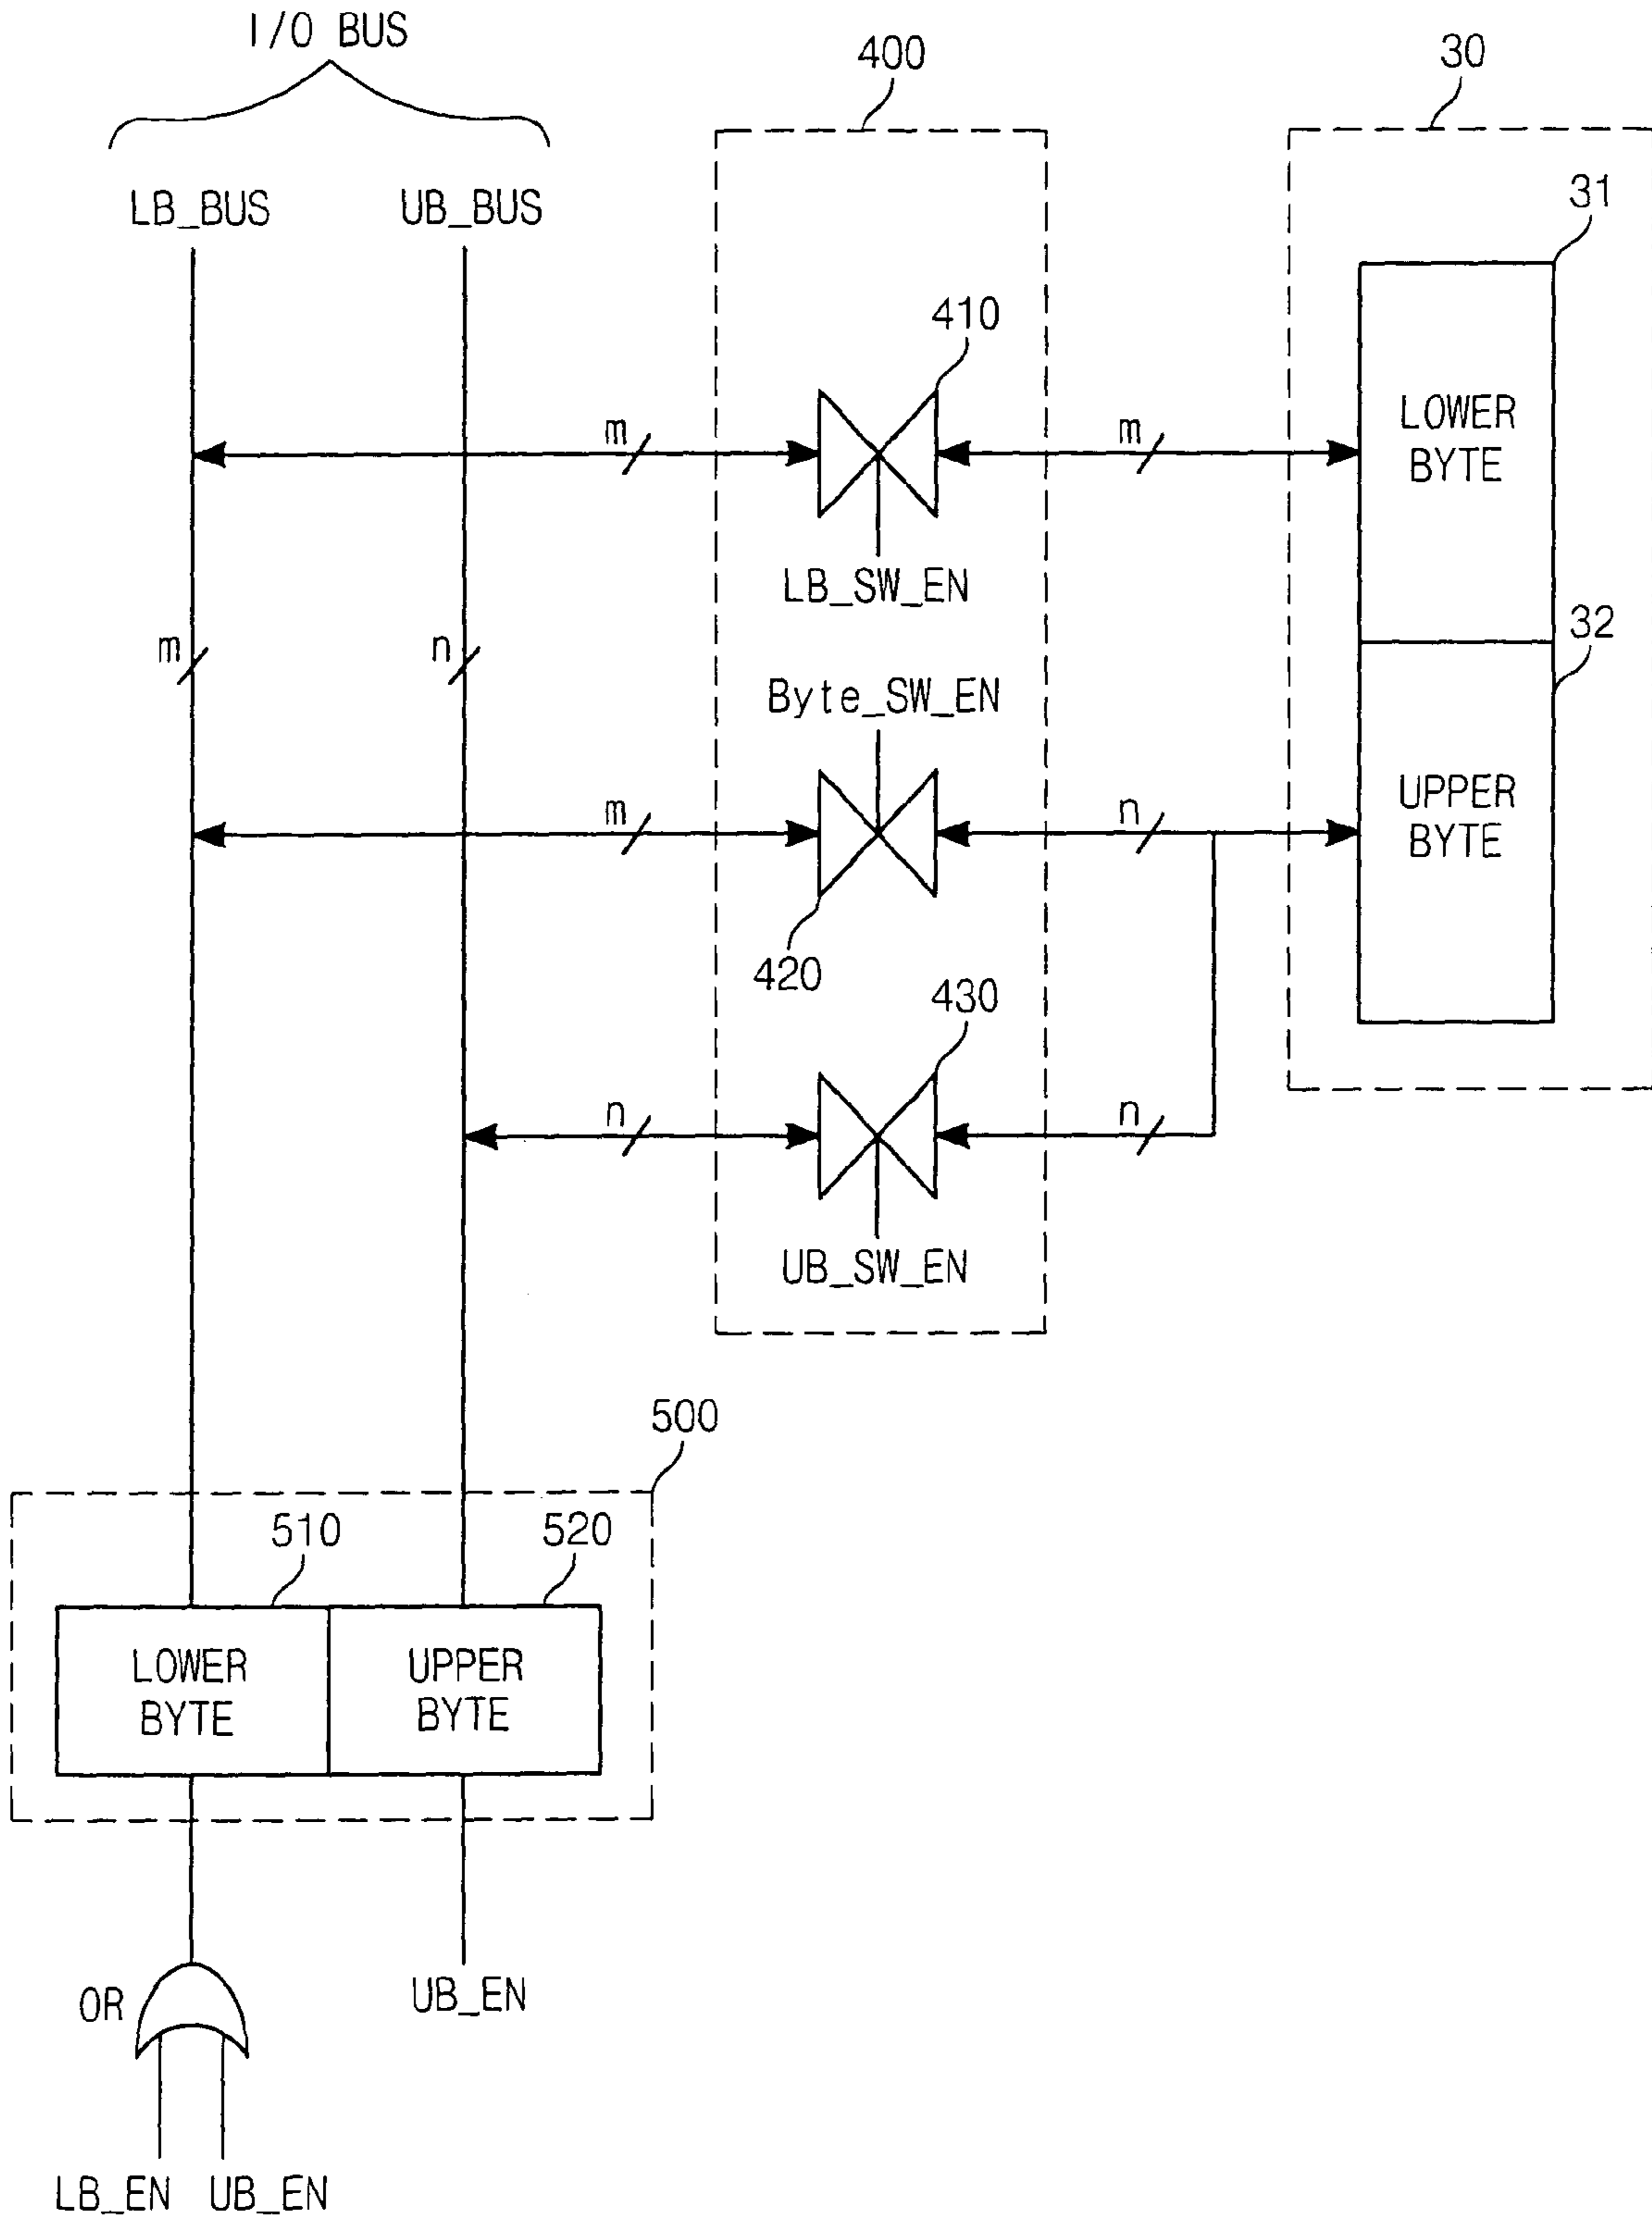 I/O BUS
400
30
LB_BUS
UB_BUS
31
410
m
m
LOWER
BYTE
LB_SW_EN
32
m
n
Byte_SW_EN
m
n
UPPER
BYTE
420
430
n
n
UB_SW_EN
500
510
520
LOWER
BYTE
UPPER
BYTE
OR
UB_EN
LB_EN
UB_EN